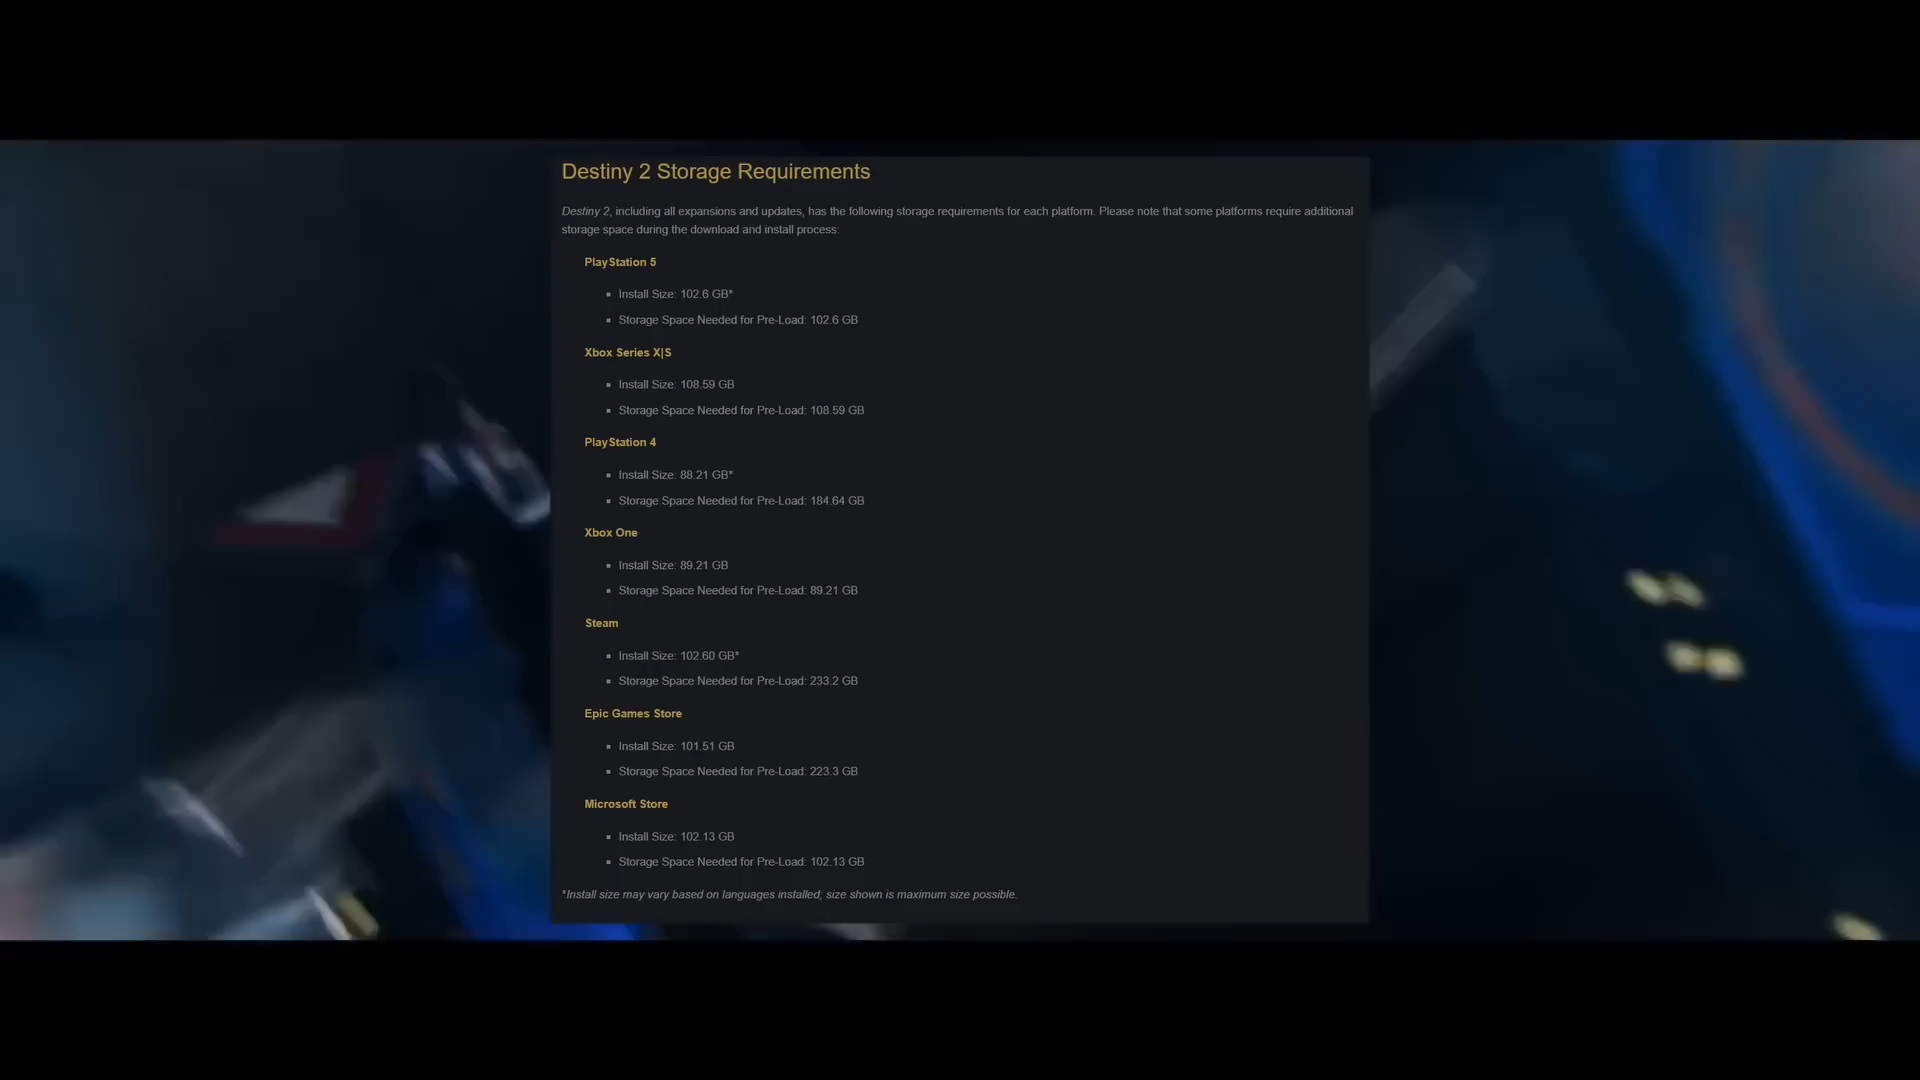 Destiny 2 Storage Requirements
Destiny 2, including all expansions and updates, has the following storage requirements for each platform. Please note that some platforms require additional
storage space during the download and install process:
PlayStation 5
▪ Install Size: 102.6 GB*
▪ Storage Space Needed for Pre-Load: 102.6 GB
Xbox Series X|S
▪ Install Size: 108.59 GB
▪ Storage Space Needed for Pre-Load: 108.59 GB
PlayStation 4
▪ Install Size: 88.21 GB*
▪ Storage Space Needed for Pre-Load: 184.64 GB
Xbox One
▪ Install Size: 89.21 GB
▪ Storage Space Needed for Pre-Load: 89.21 GB
Steam
▪ Install Size: 102.60 GB*
▪ Storage Space Needed for Pre-Load: 233.2 GB
Epic Games Store
▪ Install Size: 101.51 GB
▪ Storage Space Needed for Pre-Load: 223.3 GB
Microsoft Store
▪ Install Size: 102.13 GB
▪ Storage Space Needed for Pre-Load: 102.13 GB
*Install size may vary based on languages installed; size shown is maximum size possible.